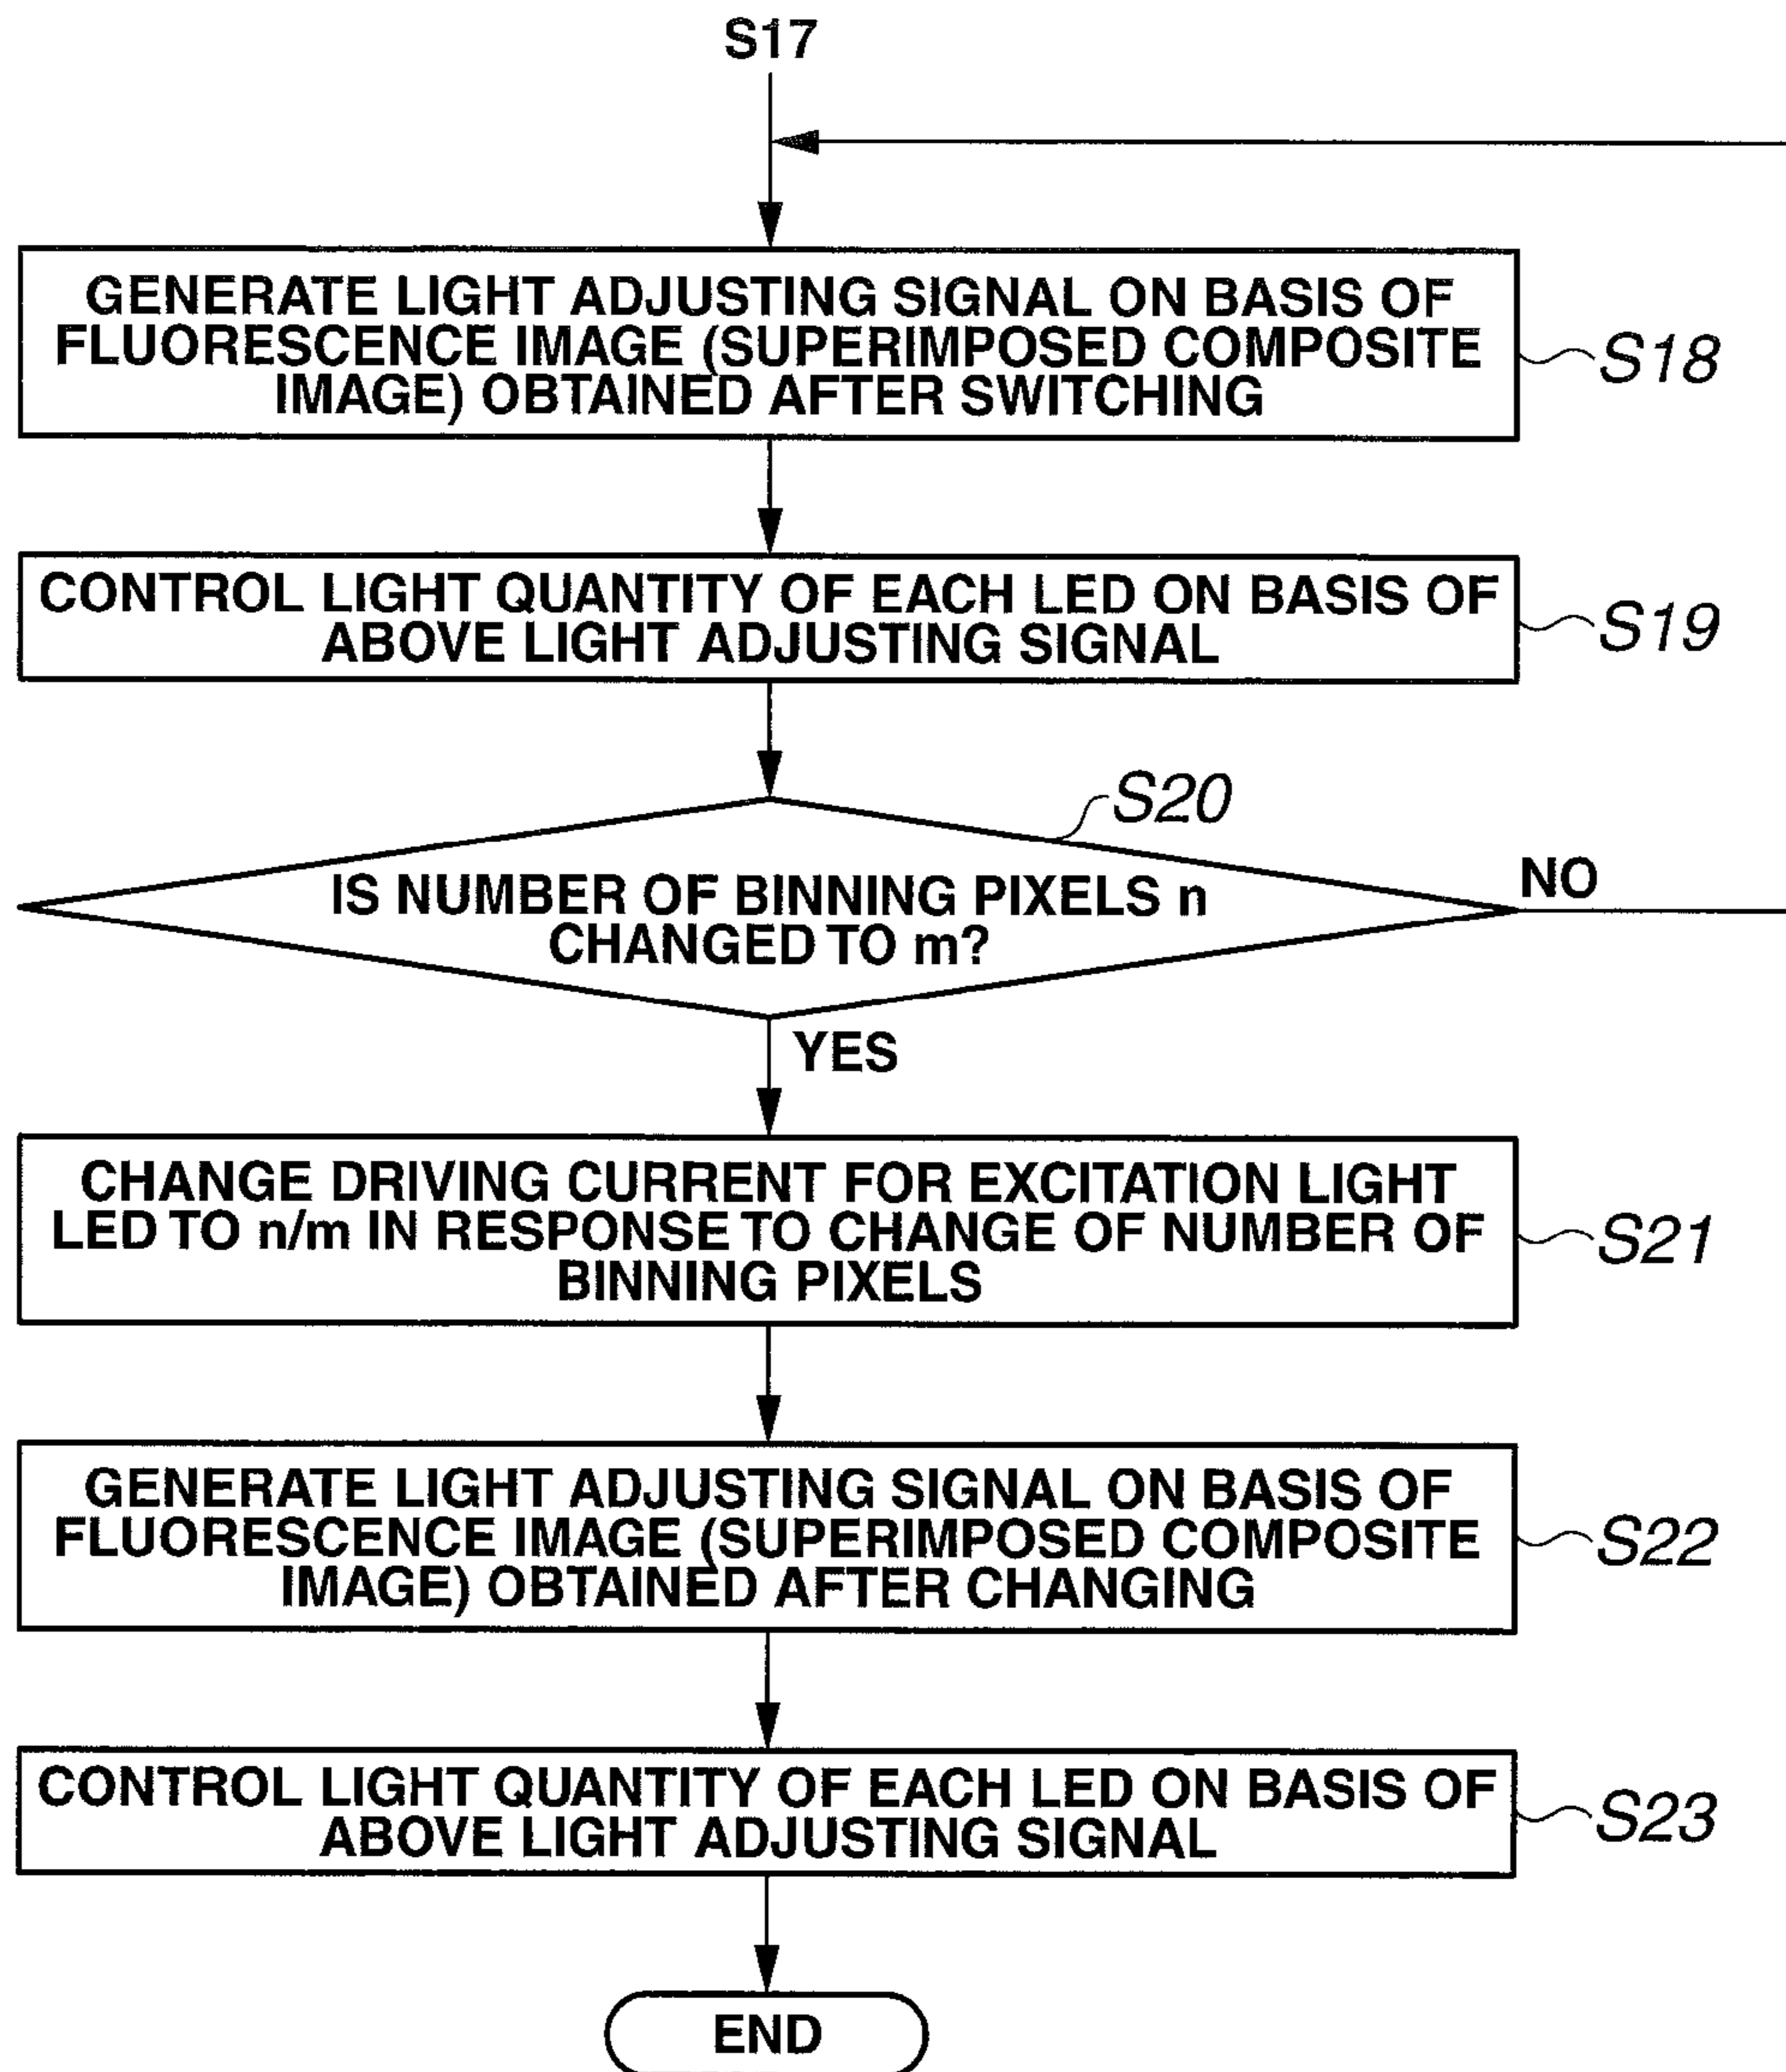 S17
GENERATE LIGHT ADJUSTING SIGNAL ON BASIS OF
FLUORESCENCE IMAGE (SUPERIMPOSED COMPOSITE
IMAGE) OBTAINED AFTER SWITCHING
S18
CONTROL LIGHT QUANTITY OF EACH LED ON BASIS OF
ABOVE LIGHT ADJUSTING SIGNAL
S19
S20
IS NUMBER OF BINNING PIXELS n
CHANGED TO m?
NO
YES
CHANGE DRIVING CURRENT FOR EXCITATION LIGHT
LED TO n/m IN RESPONSE TO CHANGE OF NUMBER OF
BINNING PIXELS
S21
GENERATE LIGHT ADJUSTING SIGNAL ON BASIS OF
FLUORESCENCE IMAGE (SUPERIMPOSED COMPOSITE
IMAGE) OBTAINED AFTER CHANGING
S22
CONTROL LIGHT QUANTITY OF EACH LED ON BASIS OF
ABOVE LIGHT ADJUSTING SIGNAL
S23
END